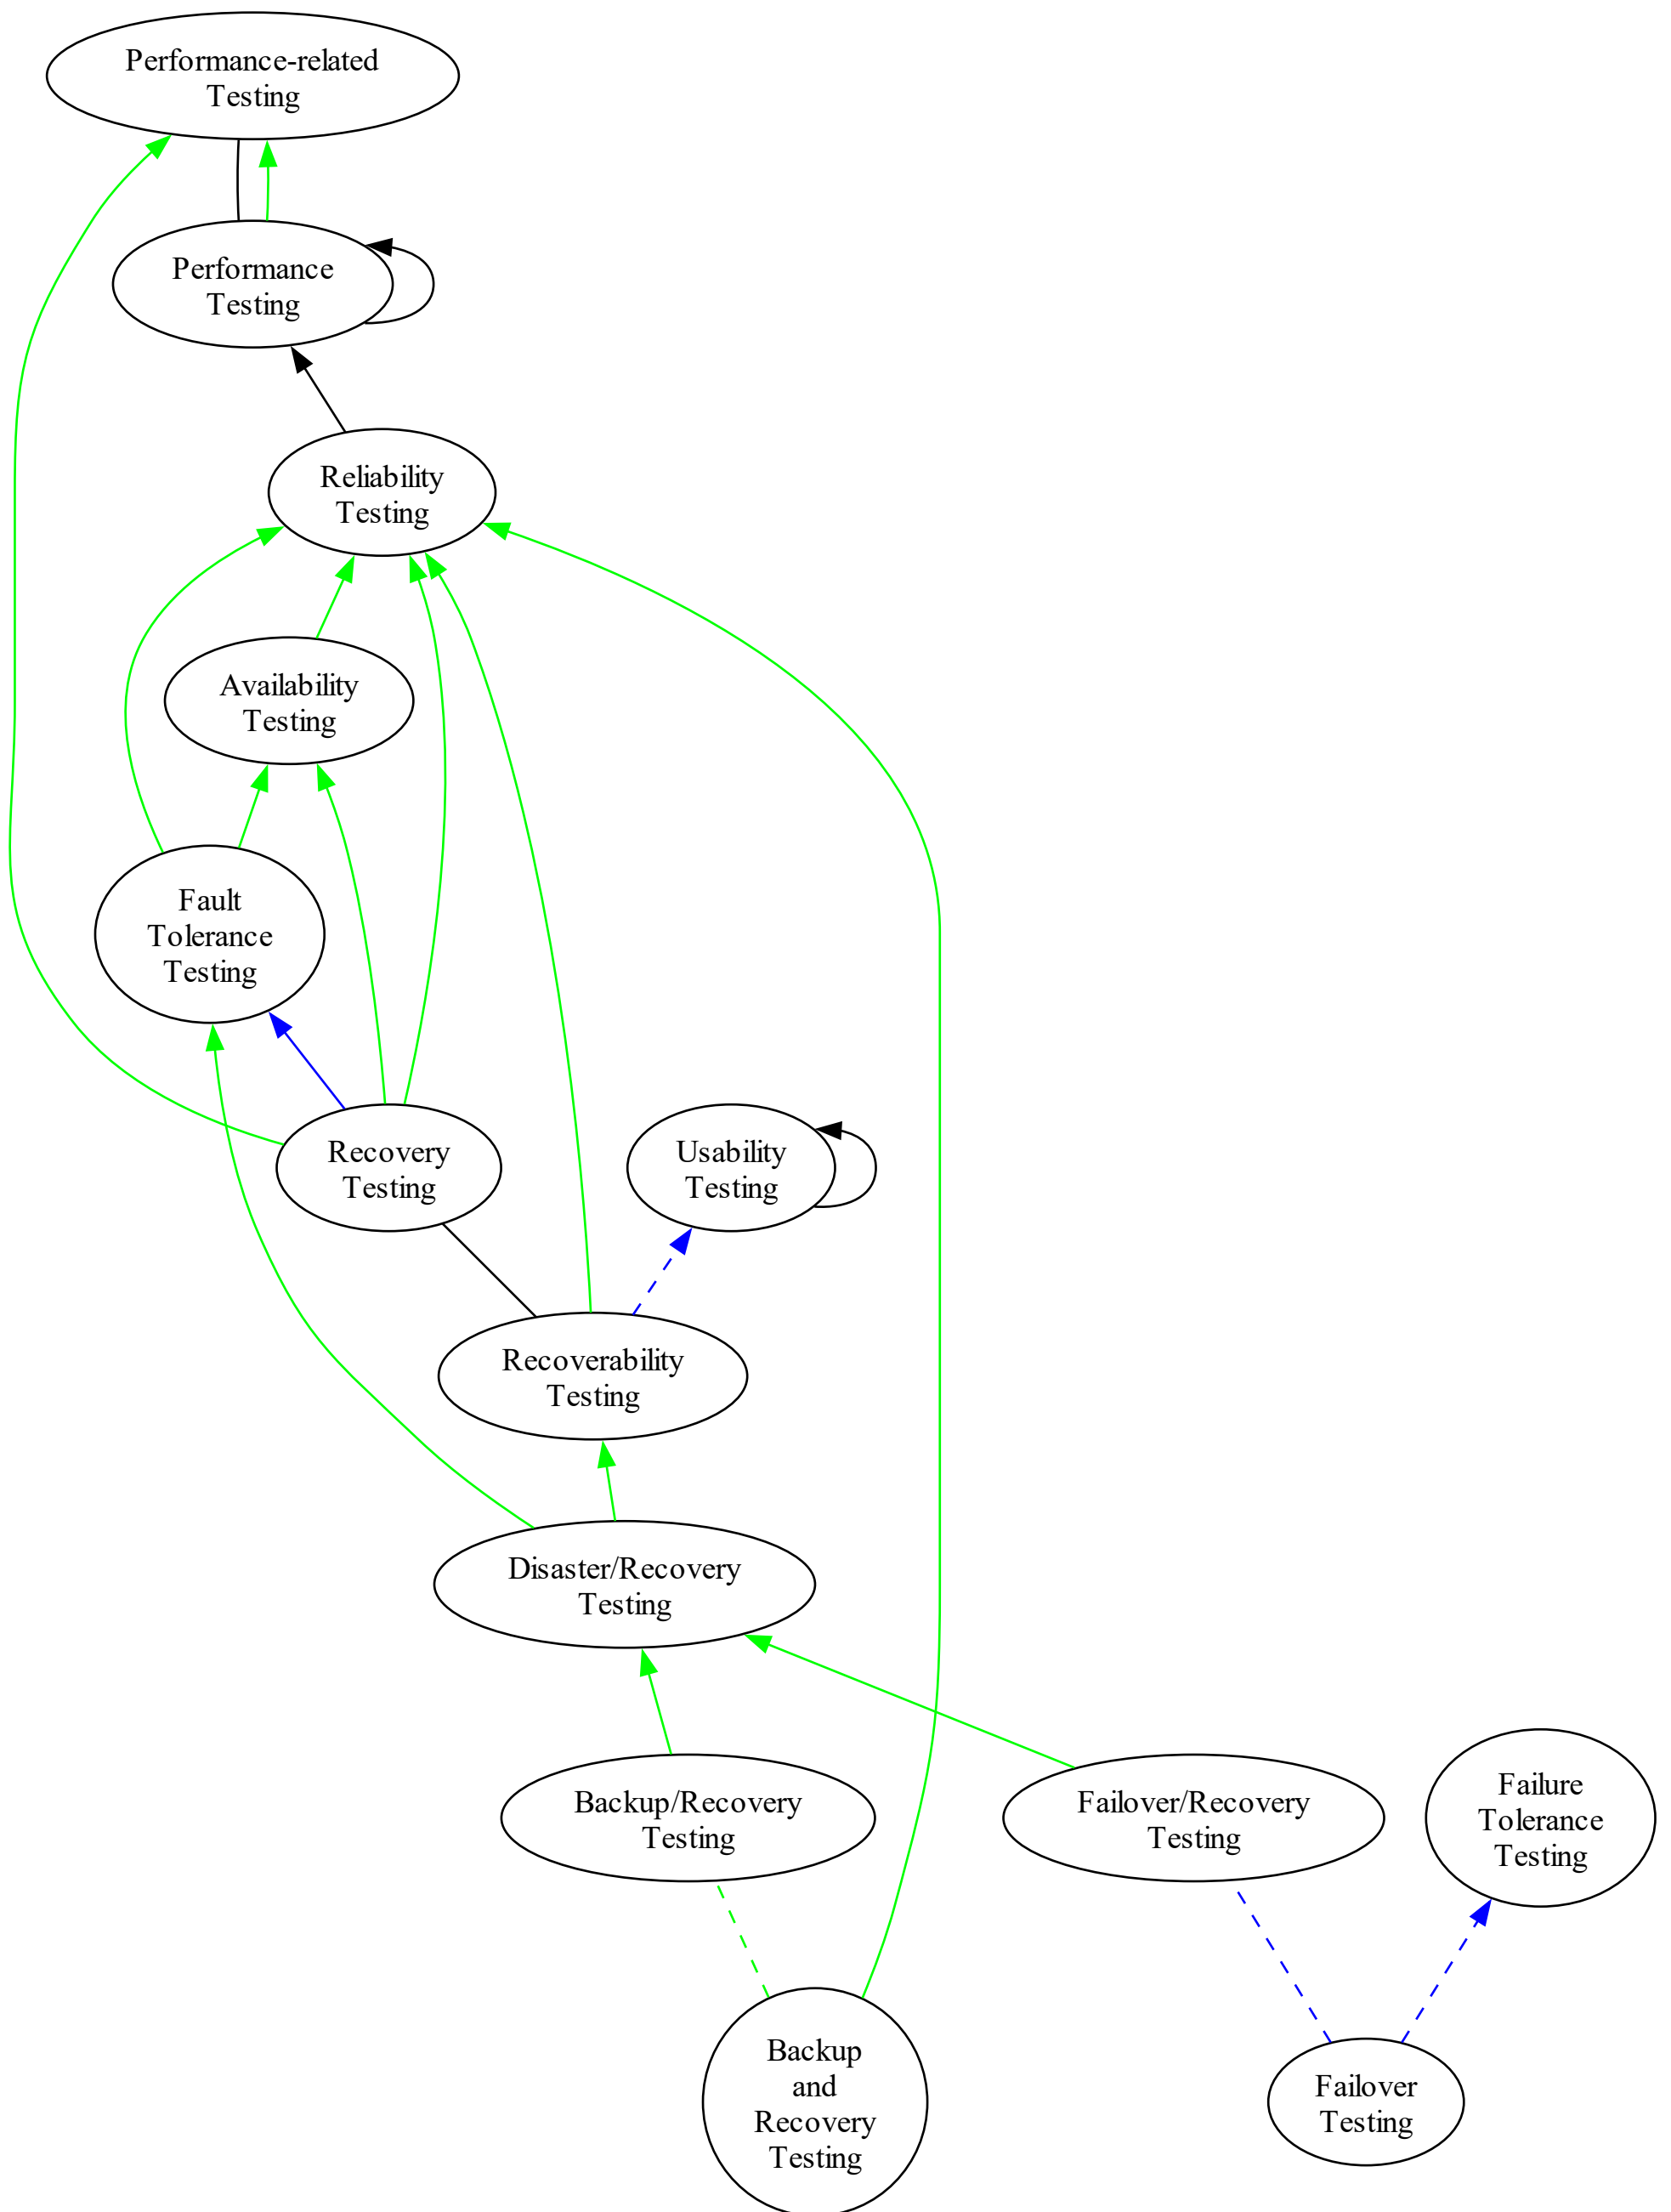 Performance-related
Testing
Performance
Testing
Reliability
Testing
Availability
Testing
Fault
Tolerance
Testing
Recovery
Testing
Usability
Testing
Recoverability
Testing
Disaster/Recovery
Testing
Backup/Recovery
Testing
Failover/Recovery
Testing
Failure
Tolerance
Testing
Backup
and
Recovery
Testing
Failover
Testing